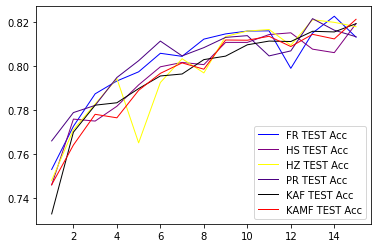 0.82
0.80
0.78
0.76
0.74
FR TEST Acc
HS TEST Acc
HZ TEST Acc
PR TEST Acc
KAF TEST Acc
KAMF TEST Acc
2 4 6 8 10 12 14